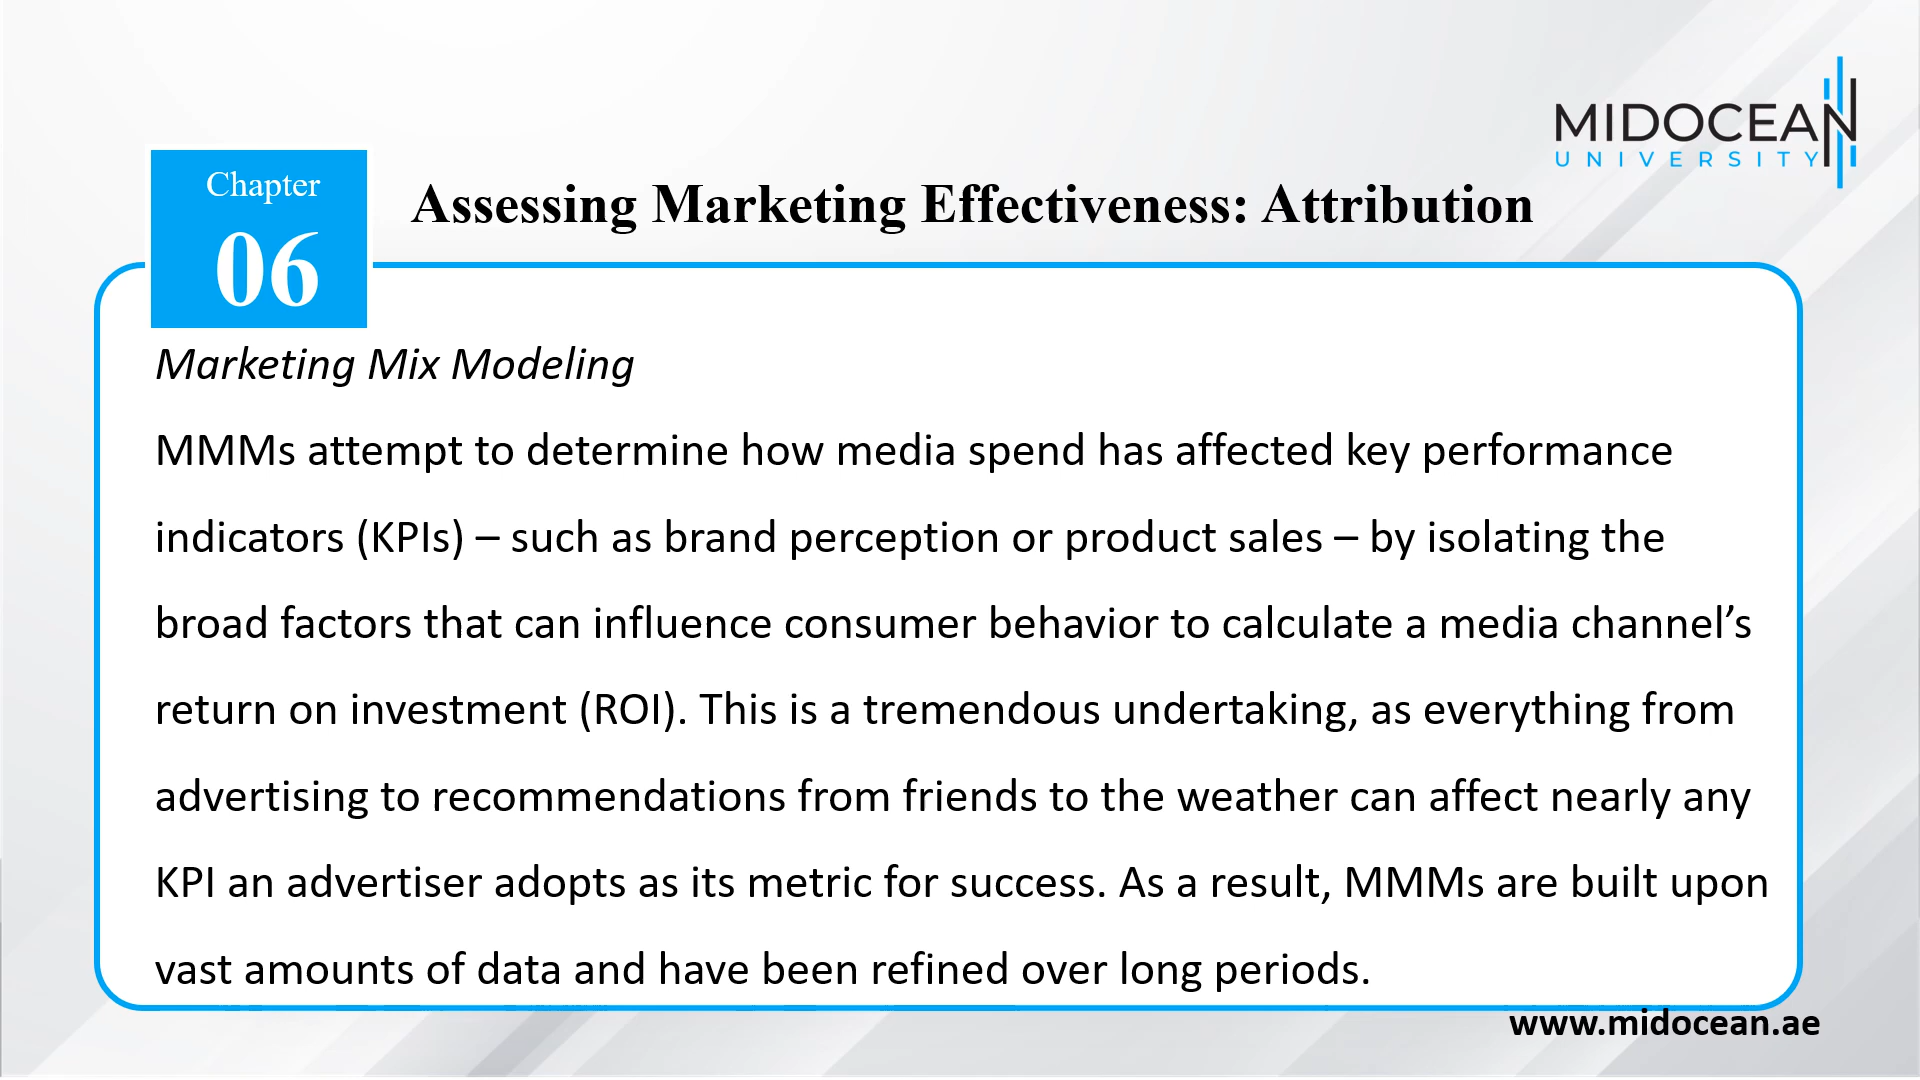 MIDOCEAN
UNIVERSITY
Chapter
06
Assessing Marketing Effectiveness: Attribution
Marketing Mix Modeling
MMMs attempt to determine how media spend has affected key performance
indicators (KPIs) – such as brand perception or product sales – by isolating the
broad factors that can influence consumer behavior to calculate a media channel’s
return on investment (ROI). This is a tremendous undertaking, as everything from
advertising to recommendations from friends to the weather can affect nearly any
KPI an advertiser adopts as its metric for success. As a result, MMMs are built upon
vast amounts of data and have been refined over long periods.
www.midocean.ae